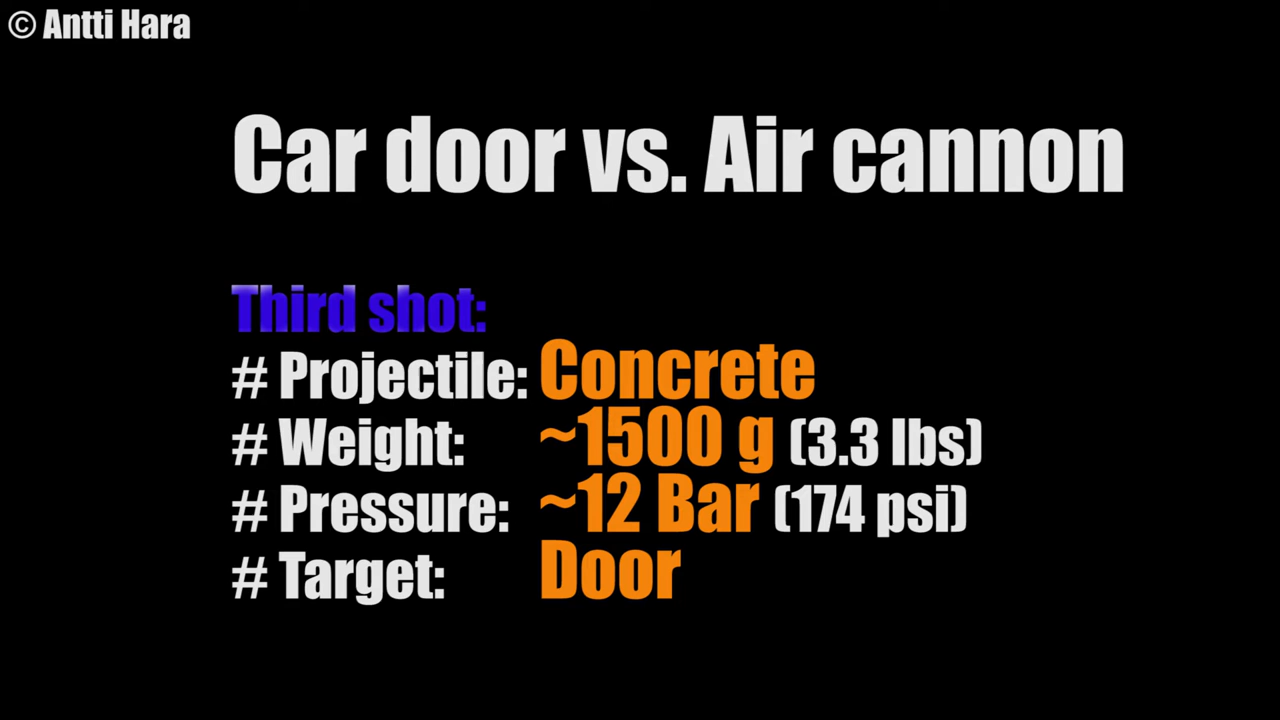 © Antti Hara
Car door vs. Air cannon
Third shot:
# Projectile: Concrete
# Weight: ~1500 g (3.3 lbs)
# Pressure: ~12 Bar (174 psi)
# Target: Door